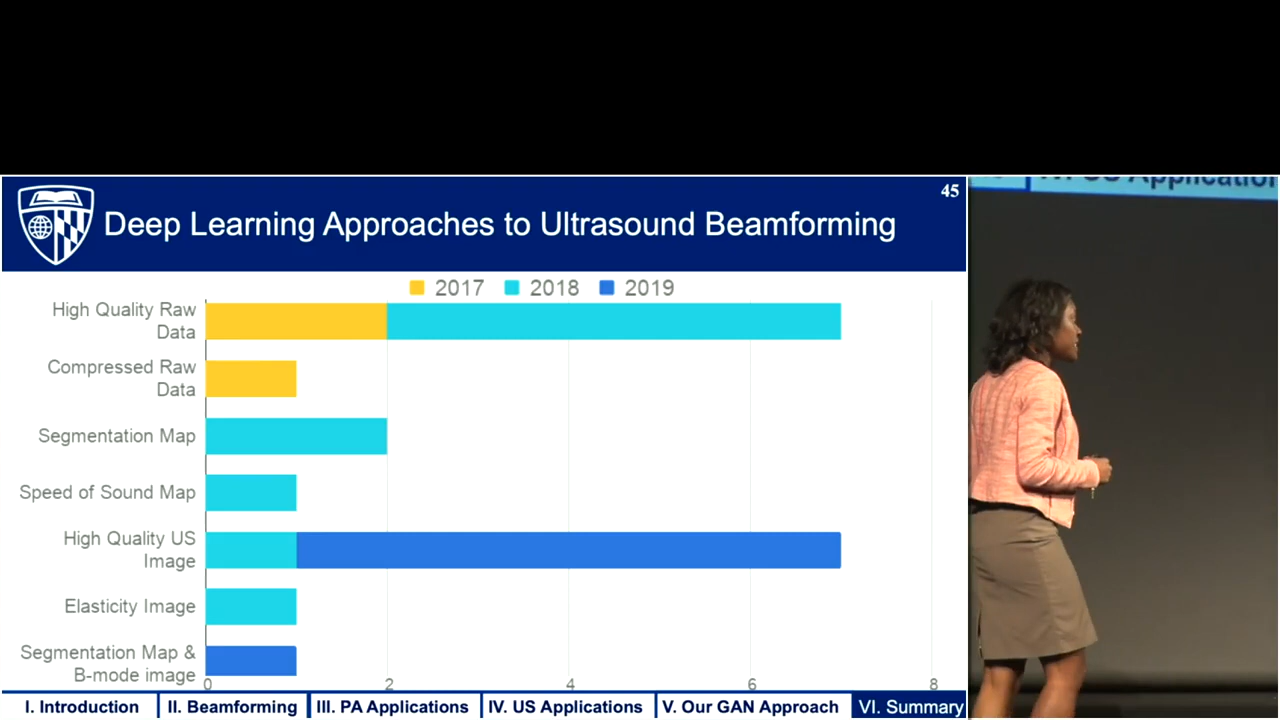 45
Deep Learning Approaches to Ultrasound Beamforming
2017 2018 2019
High Quality Raw
Data
Compressed Raw
Data
Segmentation Map
Speed of Sound Map
High Quality US
Image
Elasticity Image
Segmentation Map &
B-mode image
0 2 4 6 8
I. Introduction II. Beamforming III. PA Applications IV. US Applications V. Our GAN Approach VI. Summary
US Application